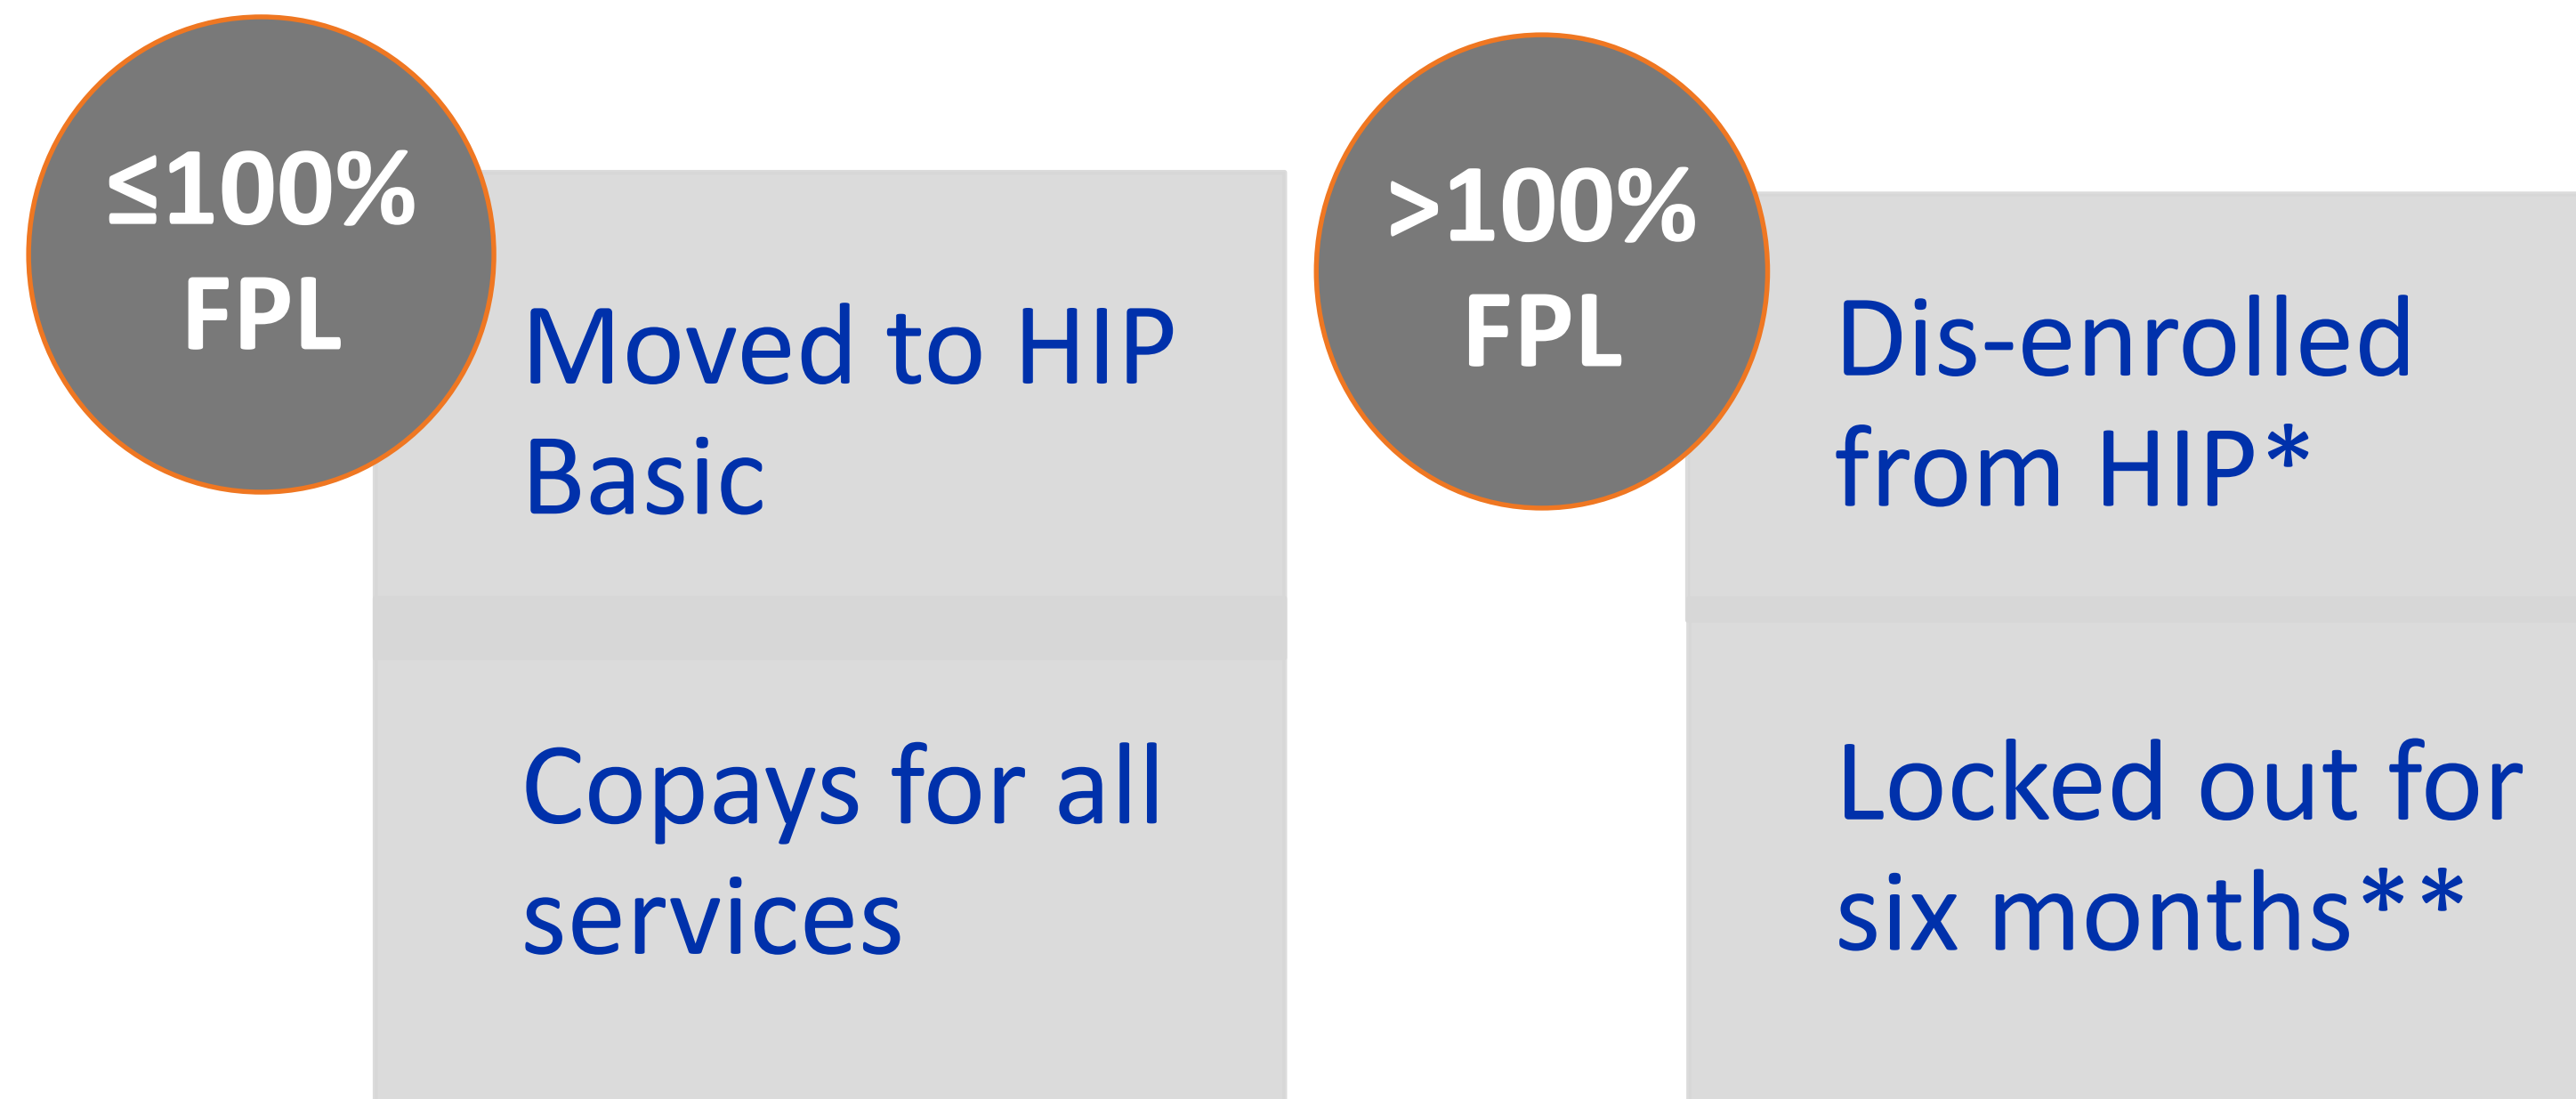 ≤100%
FPL
Moved to HIP
Basic
Copays for all
services
>100%
FPL
Dis-enrolled
from HIP*
Locked out for
six months**